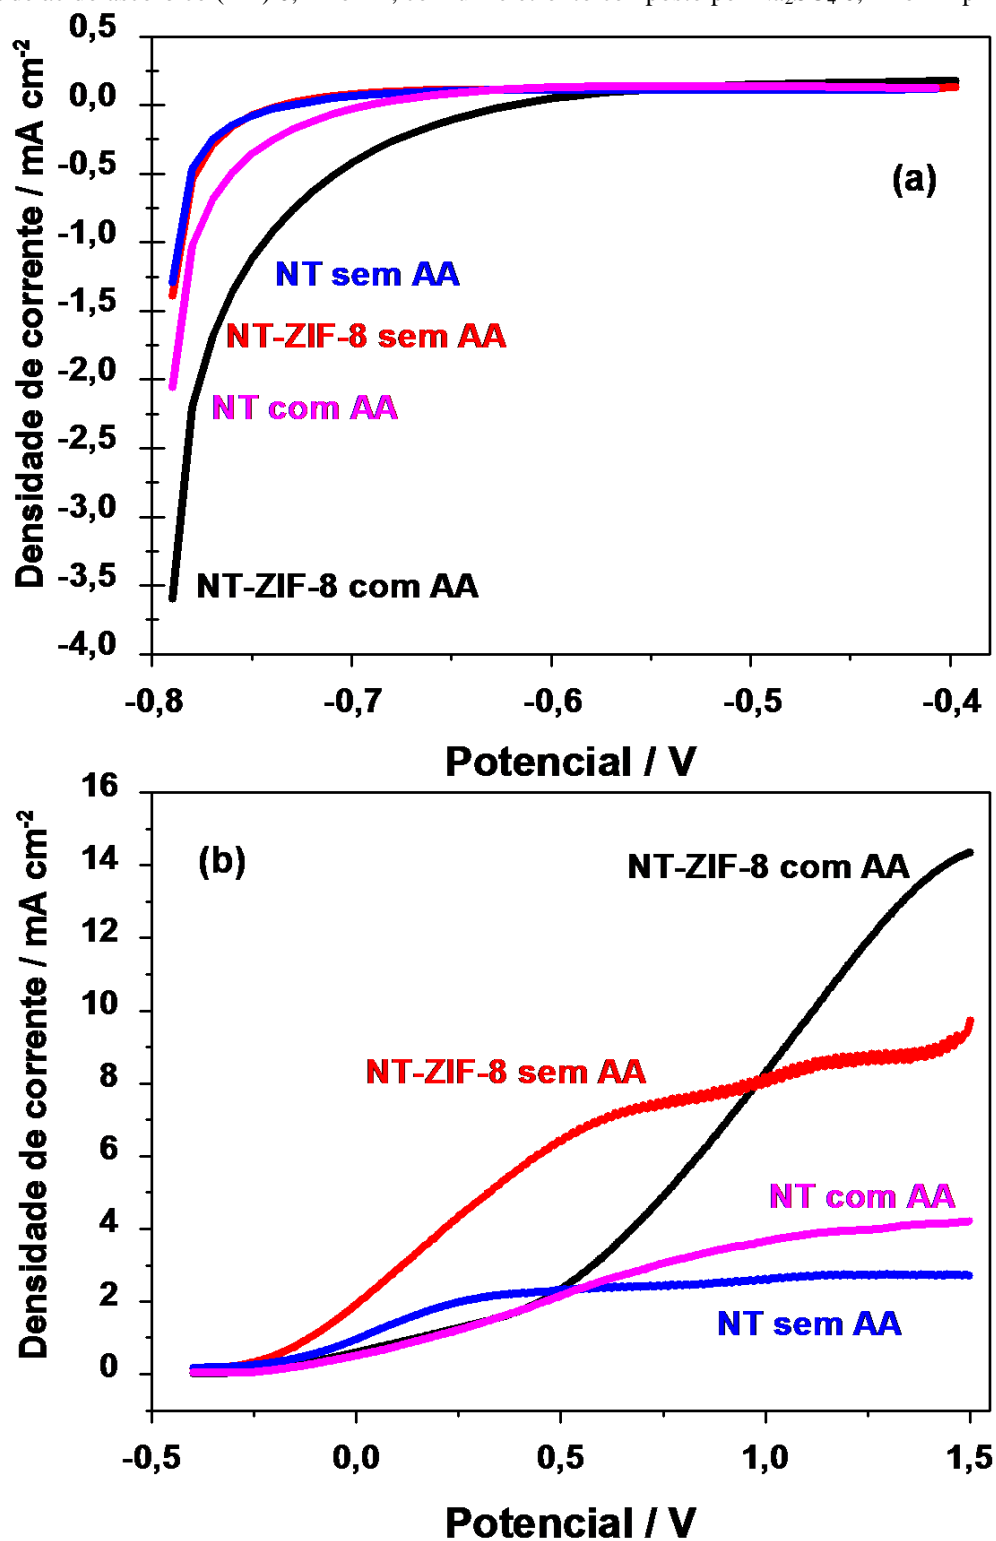 0,5
0,0
-0,5
-1,0
-1,5
-2,0
-2,5
-3,0
-3,5
-4,0
Densidade de corrente / mA cm-2
(a)
NT sem AA
NT-ZIF-8 sem AA
NT com AA
NT-ZIF-8 com AA
-0,8 -0,7 -0,6 -0,5 -0,4
Potencial / V
16
14
12
10
8
6
4
2
0
Densidade de corrente / mA cm-2
(b)
NT-ZIF-8 com AA
NT-ZIF-8 sem AA
NT com AA
NT sem AA
-0,5 0,0 0,5 1,0 1,5
Potencial / V